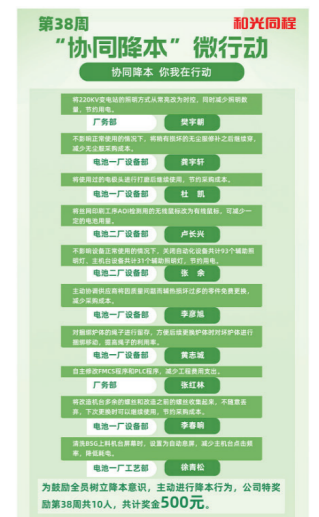 第38周
和光同程
“协同降本”微行动
协同降本 你我在行动
将220KV变电站的照明方式从常亮改为时控，同时减少照明数
量，节约用电。
厂务部 樊宇朝
不影响正常使用的情况下，将稍有损坏的无尘服修补之后继续穿，
减少无尘服采购成本。
电池一厂设备部 龚宇轩
将使用过的电极头进行打磨后继续使用，节约采购成本。
电池一厂设备部 杜 凯
将丝网印刷工序AOI检测用的无线鼠标改为有线鼠标，可减少一
定的电池用量。
电池二厂设备部 卢长兴
不影响设备正常使用的情况下，关闭自动化设备共计93个辅助照
明灯，主机台设备共计31个辅助照明灯，节约用电。
电池二厂设备部 张 余
主动协调供应商将因质量问题而辅热损坏过多的零件免费更换，
减少采购成本。
电池一厂设备部 李彦旭
对捆绑炉体的绳子进行留存，方便后续更换炉体时对坏炉体进行
捆绑移动，提高绳子的利用率。
电池一厂设备部 黄志城
自主修改FMCS程序和PLC程序，减少工程费用支出。
厂务部 张红林
将改造机台多余的螺丝和改造之前的螺丝收集起来，不随意丢
弃，下次更换时可以继续使用，节约采购成本。
电池一厂设备部 李春响
清洗BSG上料机台屏幕时，设置为自动息屏，减少主机台点击频
率，降低耗电。
电池一厂工艺部 徐青松
为鼓励全员树立降本意识，主动进行降本行为，公司特奖
励第38周共10人，共计奖金500元。